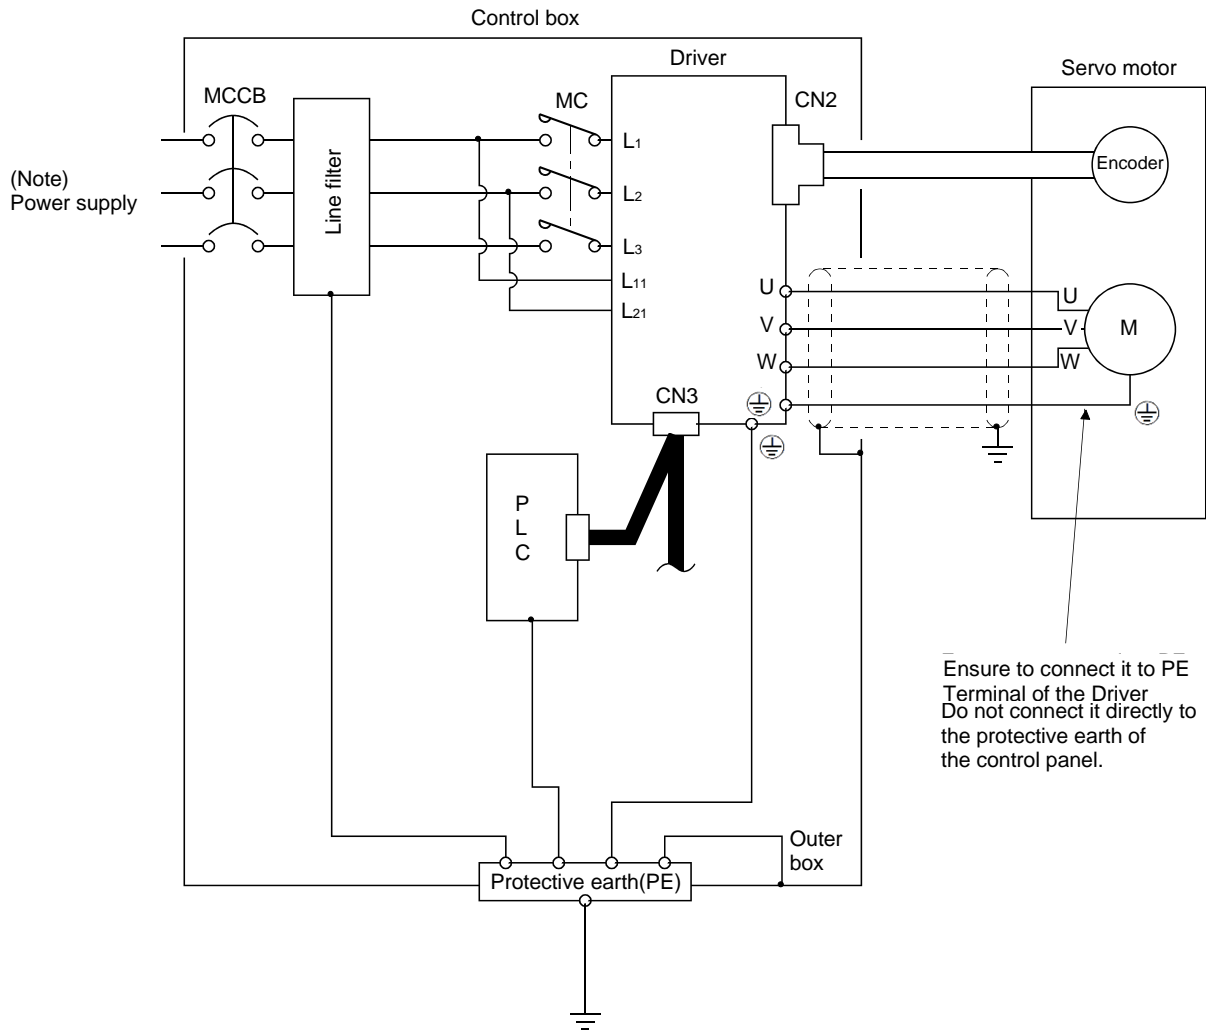 Control box
Driver
Servo motor
MCCB
MC
CN2
(Note)
Power supply
Line filter
L1
L2
L3
L11
L21
Encoder
U
V
W
U
V
W
M
CN3
P
L
C
Ensure to connect it to PE
Terminal of the Driver
Do not connect it directly to
the protective earth of
the control panel.
Outer
box
Protective earth(PE)